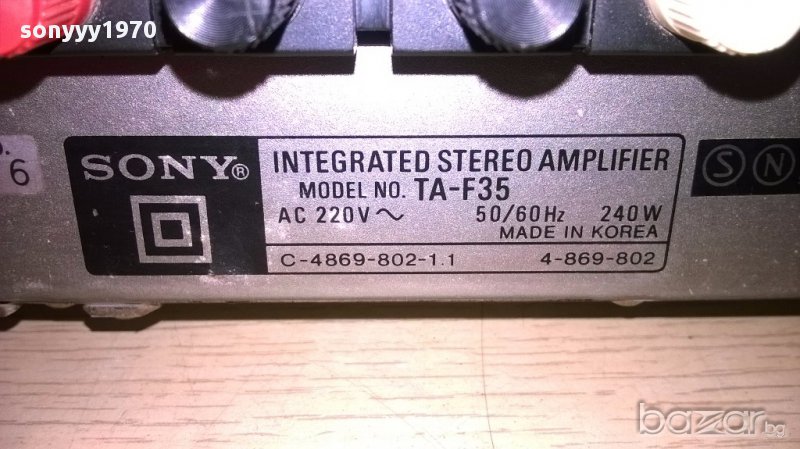 sonyyy1970
6
SONY®
INTEGRATED STEREO AMPLIFIER
MODEL NO. TA-F35
AC 220V ~ 50/60Hz 240W
MADE IN KOREA
C-4869-802-1.1 4-869-802
S N
bazar.bg